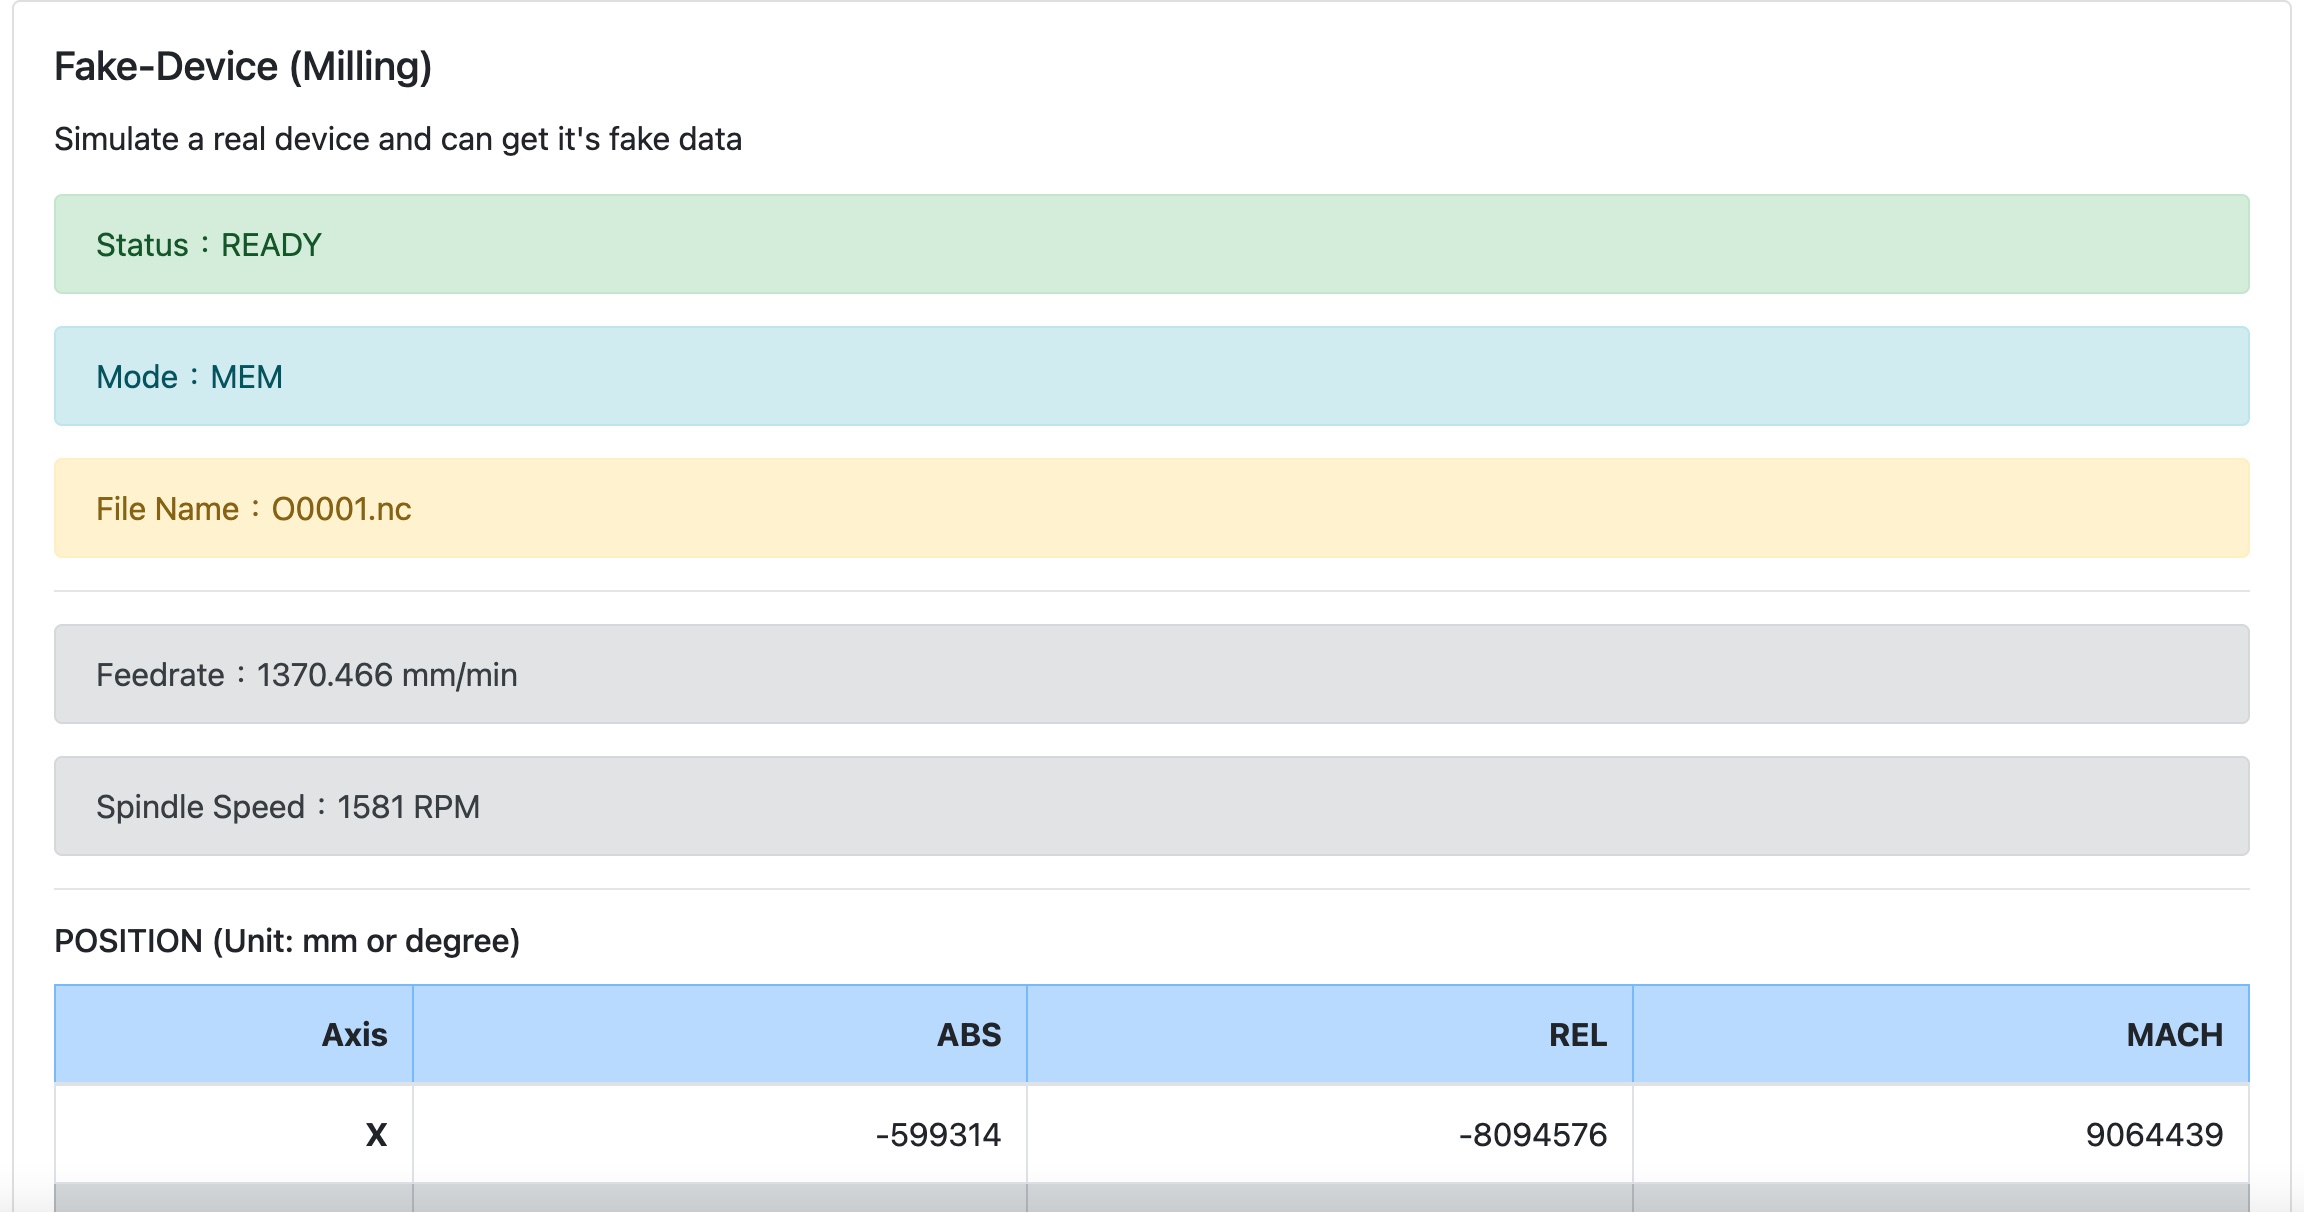 Fake-Device (Milling)
Simulate a real device and can get it's fake data
Status：READY
Mode：MEM
File Name：O0001.nc
Feedrate：1370.466 mm/min
Spindle Speed：1581 RPM
POSITION (Unit: mm or degree)
Axis ABS REL MACH
X -599314 -8094576 9064439